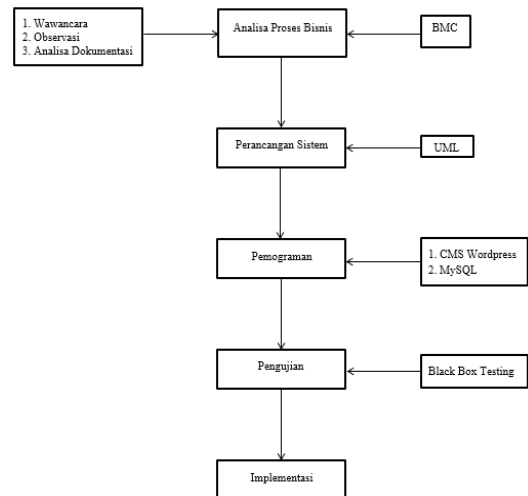 1. Wawancara
2. Observasi
3. Analisa Dokumentasi
Analisa Proses Bisnis
BMC
Perancangan Sistem
UML
Pemograman
1. CMS Wordpress
2. MySQL
Pengujian
Black Box Testing
Implementasi